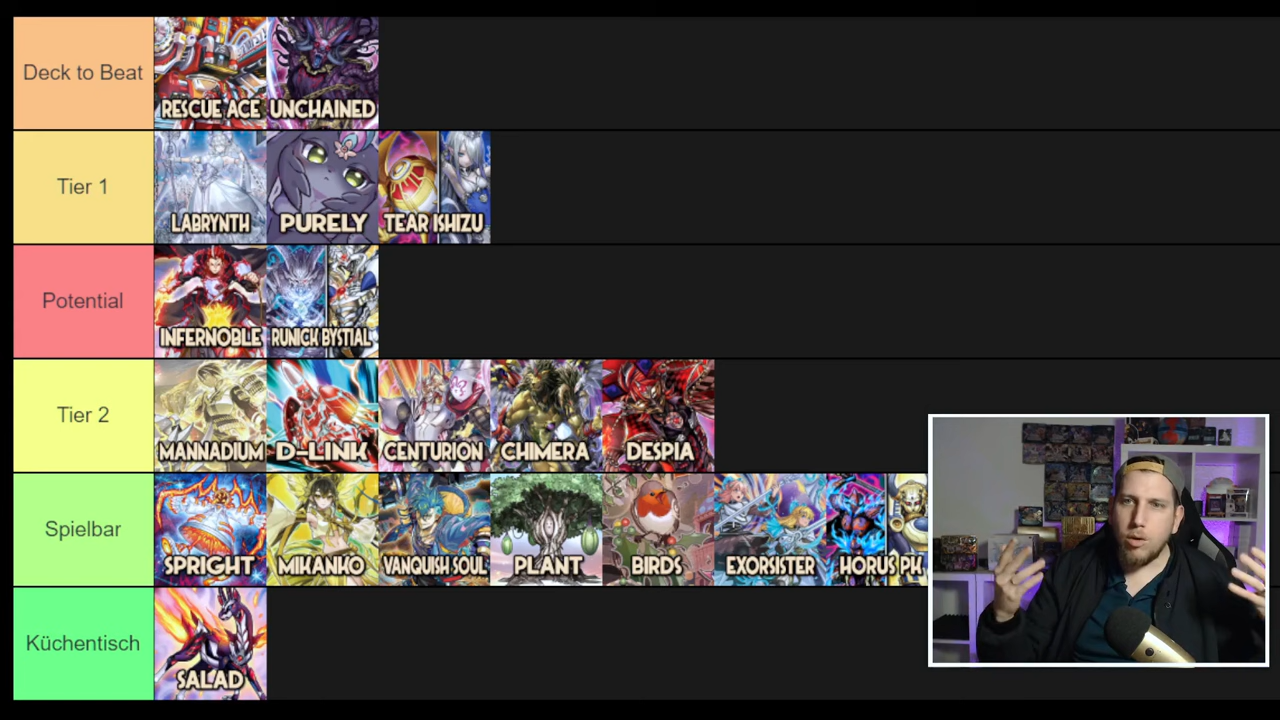 Deck to Beat
RESCUE ACE
UNCHAINED
Tier 1
LABRYNTH
PURELY
TEAR ISHIZU
Potential
INFERNOBLE
RUNICK BYSTIAL
Tier 2
MANNADIUM
D-LINK
CENTURION
CHIMERA
DESPIA
Spielbar
SPRIGHT
MIKANKO
VANQUISH SOUL
PLANT
BIRDS
EXORSISTER
HORUS PK
Küchentisch
SALAD